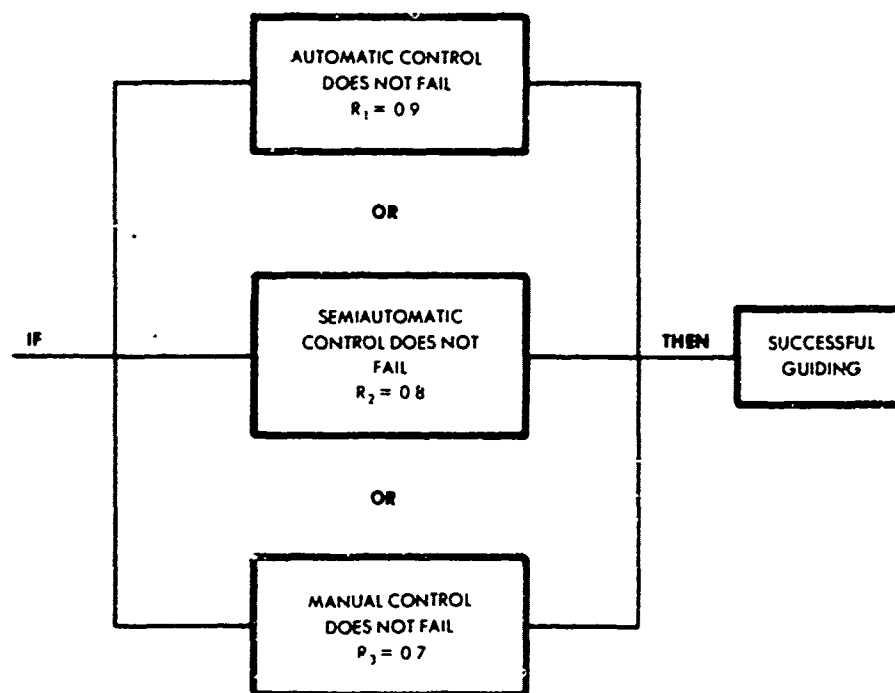 AUTOMATIC CONTROL
DOES NOT FAIL
R₁ = 0 9
OR
IF
SEMIAUTOMATIC
CONTROL DOES NOT
FAIL
R₂ = 0 8
THEN
SUCCESSFUL
GUIDING
OR
MANUAL CONTROL
DOES NOT FAIL
R₃ = 0 7